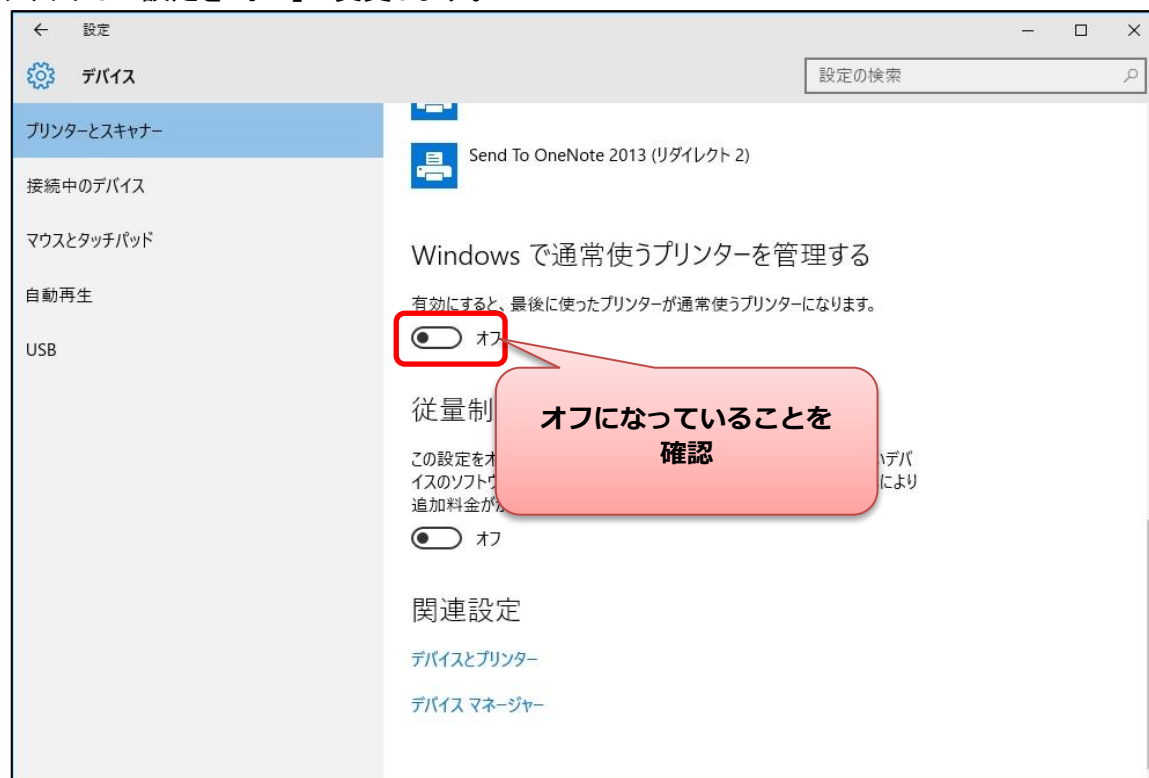 設定
デバイス
設定の検索
プリンターとスキャナー
接続中のデバイス
マウスとタッチパッド
自動再生
USB
Send To OneNote 2013 (リダイレクト 2)
Windows で通常使うプリンターを管理する
有効にすると、最後に使ったプリンターが通常使うプリンターになります。
オフ
オフになっていることを
確認
従量制
この設定をオ
いデバ
イスのソフトウ
により
追加料金がか
オフ
関連設定
デバイスとプリンター
デバイス マネージャー